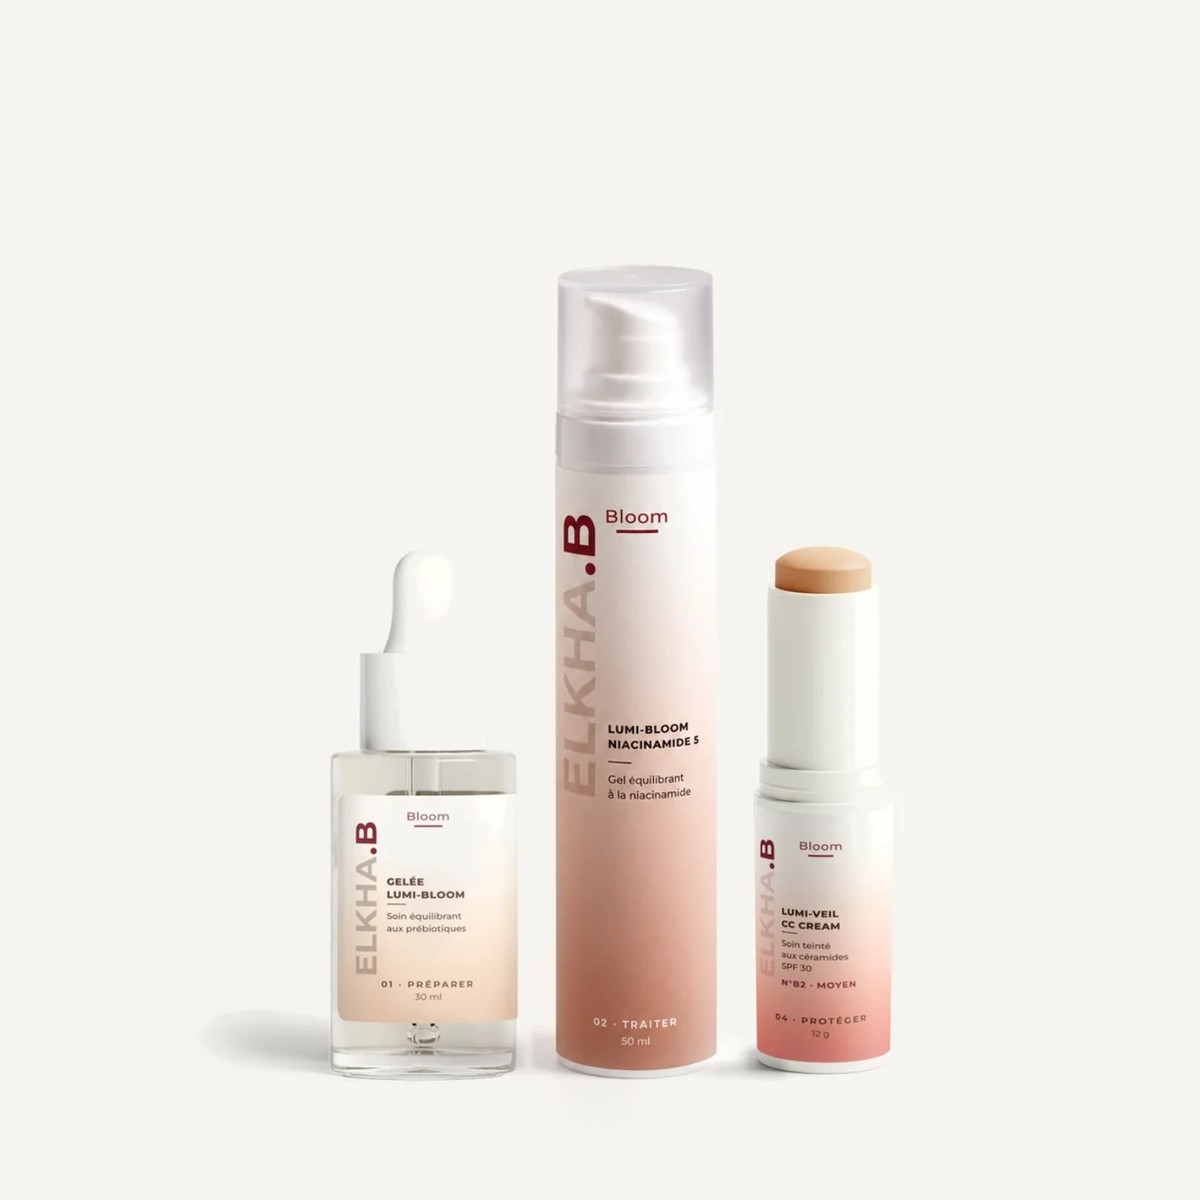 ELKHA.B
Bloom
GELÉE
LUMI-BLOOM
Soin équilibrant
aux prébiotiques
01 · PRÉPARER
30 ml
ELKHA.B
Bloom
LUMI-BLOOM
NIACINAMIDE 5
Gel équilibrant
à la niacinamide
02 · TRAITER
50 ml
ELKHA.B
Bloom
LUMI-VEIL
CC CREAM
Soin teinté
aux céramides
SPF 30
N°B2 · MOYEN
04 · PROTÉGER
12 g